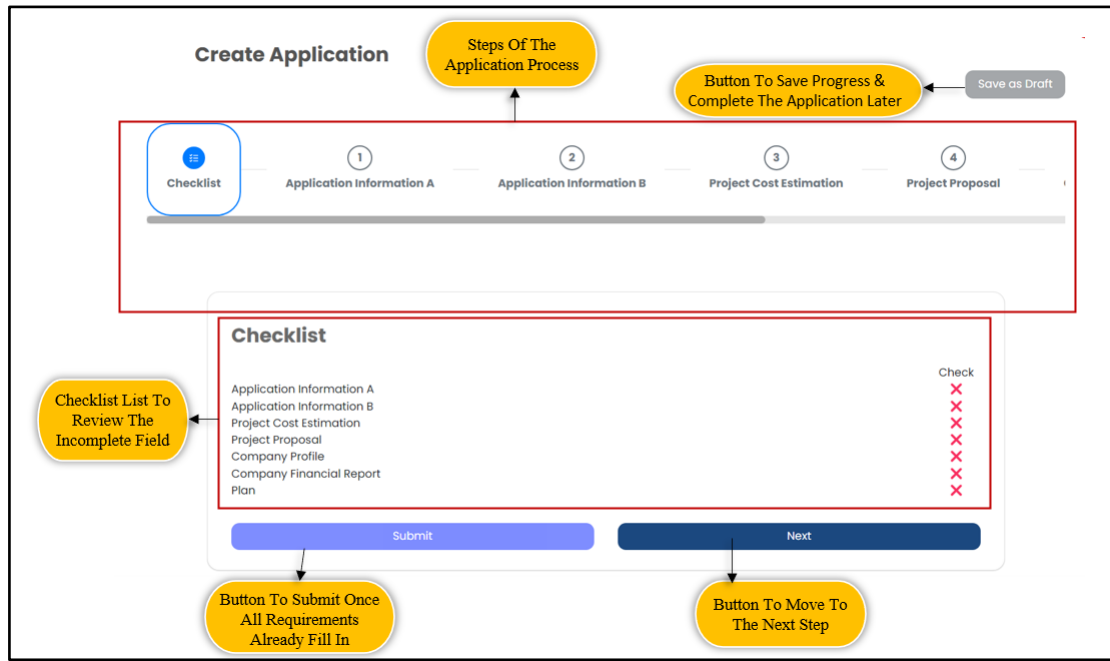 Create Application
Steps Of The
Application Process
Button To Save Progress &
Complete The Application Later
Save as Draft
1
2
3
4
Checklist
Application Information A
Application Information B
Project Cost Estimation
Project Proposal
Checklist
Check
Application Information A
Application Information B
Project Cost Estimation
Project Proposal
Company Profile
Company Financial Report
Plan
Checklist List To
Review The
Incomplete Field
Submit
Next
Button To Submit Once
All Requirements
Already Fill In
Button To Move To
The Next Step